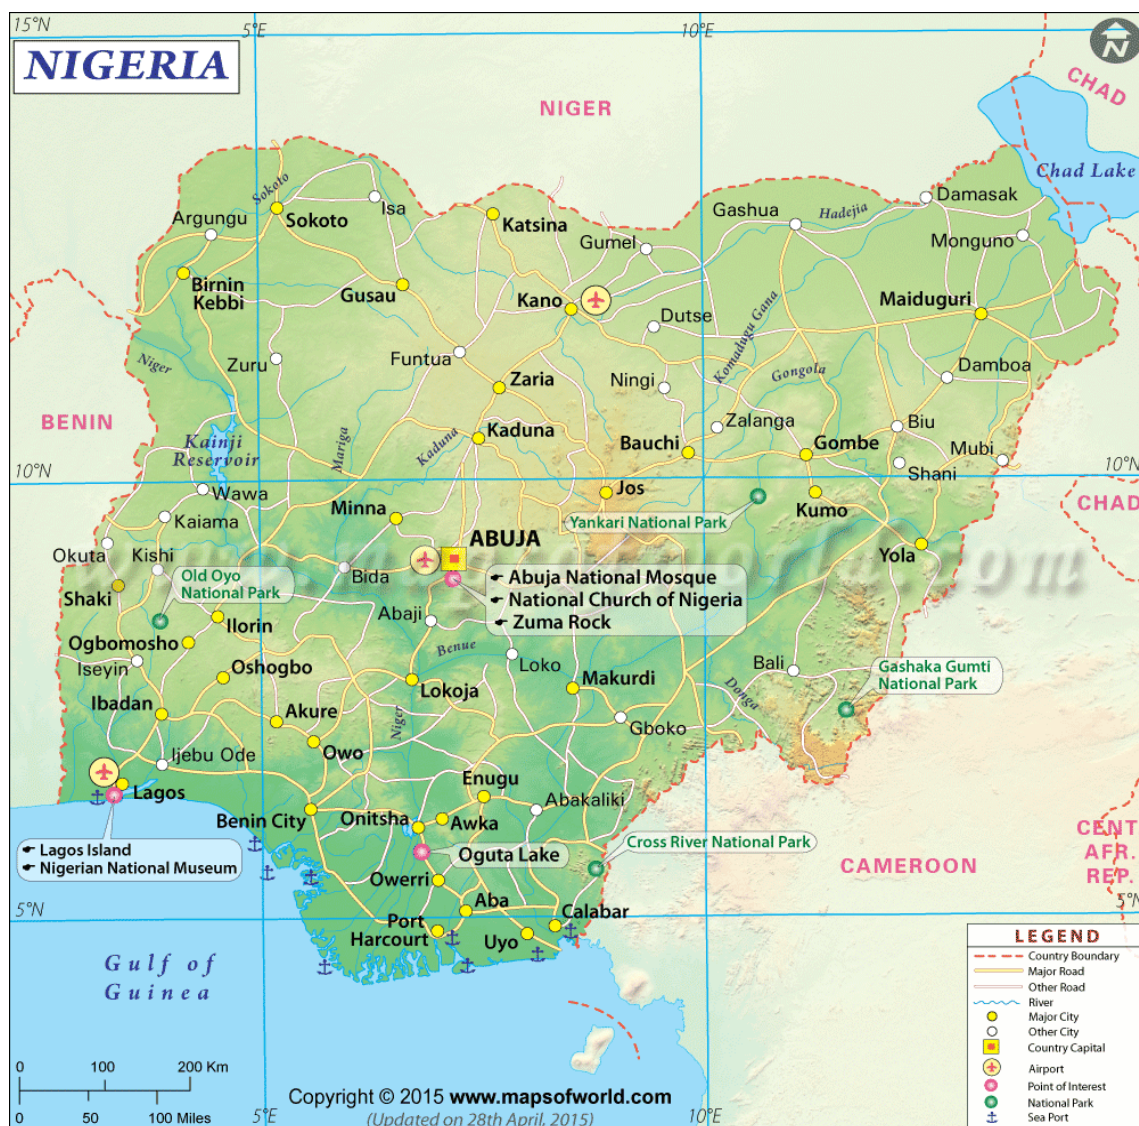 15°N
5°E
10°E
N
NIGERIA
CHAD
NIGER
Chad Lake
Sokoto
Isa
Damasak
Argungu
Sokoto
Katsina
Gashua
Hadejia
Gumel
Monguno
Birnin
Kebbi
Gusau
Kano
Maiduguri
Dutse
Komadugu Gana
Niger
Zuru
Funtua
Damboa
Gongola
Zaria
Ningi
BENIN
Kainji
Reservoir
Mariga
Kaduna
Kaduna
Zalanga
Bauchi
Gombe
Biu
Mubi
10°N
10°N
Shani
Wawa
Jos
Kaiama
Minna
Yankari National Park
Kumo
CHAD
Okuta
Kishi
ABUJA
Yola
www.mapsofworld.com
Bida
Old Oyo
National Park
Abuja National Mosque
National Church of Nigeria
Zuma Rock
Shaki
Abaji
Ilorin
Ogbomosho
Benue
Iseyin
Oshogbo
Loko
Bali
Gashaka Gumti
National Park
Lokoja
Makurdi
Donga
Ibadan
Akure
Niger
Gboko
Owo
Ijebu Ode
Enugu
Lagos
Benin City
Onitsha
Awka
Abakaliki
CENT.
AFR.
REP.
Lagos Island
Nigerian National Museum
Oguta Lake
Cross River National Park
CAMEROON
Owerri
Aba
5°N
5°N
Port
Harcourt
Uyo
Calabar
Gulf of
Guinea
LEGEND
Country Boundary
Major Road
Other Road
River
Major City
Other City
Country Capital
Airport
Point of Interest
National Park
Sea Port
0 100 200 Km
0 50 100 Miles
5°E
10°E
Copyright © 2015 www.mapsofworld.com
(Updated on 28th April, 2015)